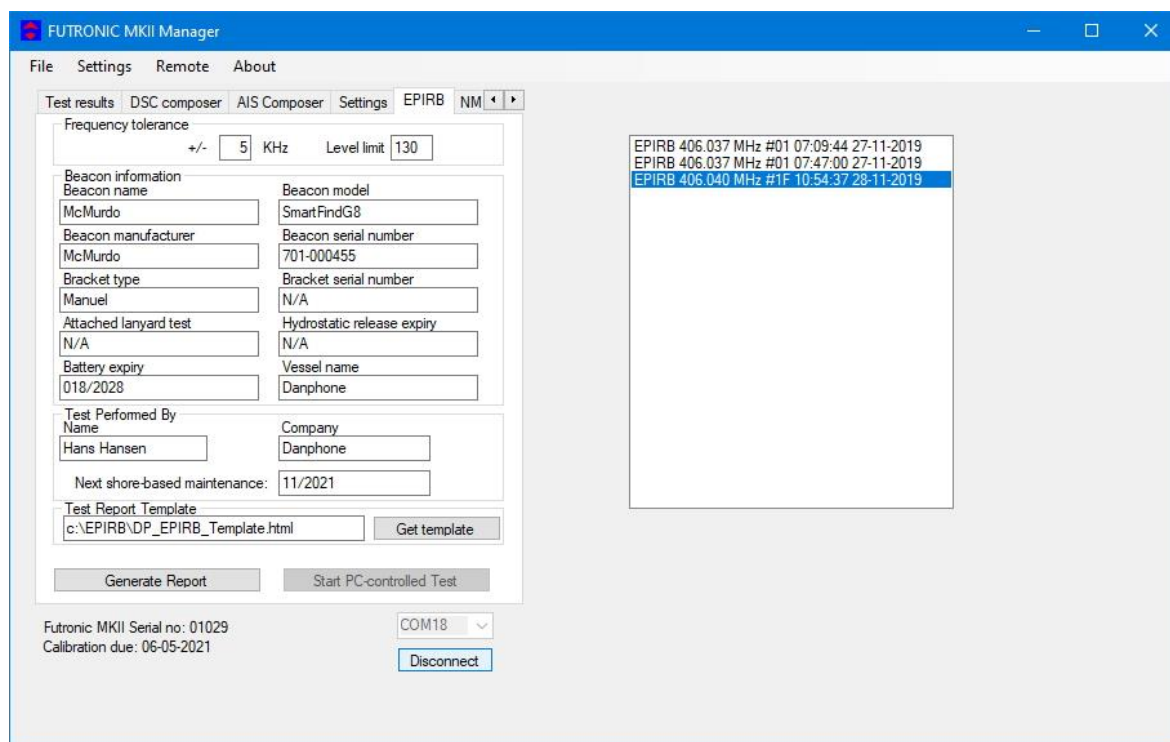 FUTRONIC MKII Manager
File Settings Remote About
Test results DSC composer AIS Composer Settings EPIRB NM
Frequency tolerance
+/- 5 KHz Level limit 130
Beacon information
Beacon name Beacon model
McMurdo SmartFindG8
Beacon manufacturer Beacon serial number
McMurdo 701-000455
Bracket type Bracket serial number
Manuel N/A
Attached lanyard test Hydrostatic release expiry
N/A N/A
Battery expiry Vessel name
018/2028 Danphone
Test Performed By
Name Company
Hans Hansen Danphone
Next shore-based maintenance: 11/2021
Test Report Template
c:\EPIRB\DP_EPIRB_Template.html Get template
Generate Report Start PC-controlled Test
Futronic MKII Serial no: 01029 COM18
Calibration due: 06-05-2021
Disconnect
EPIRB 406.037 MHz #01 07:09:44 27-11-2019
EPIRB 406.037 MHz #01 07:47:00 27-11-2019
EPIRB 406.040 MHz #1F 10:54:37 28-11-2019